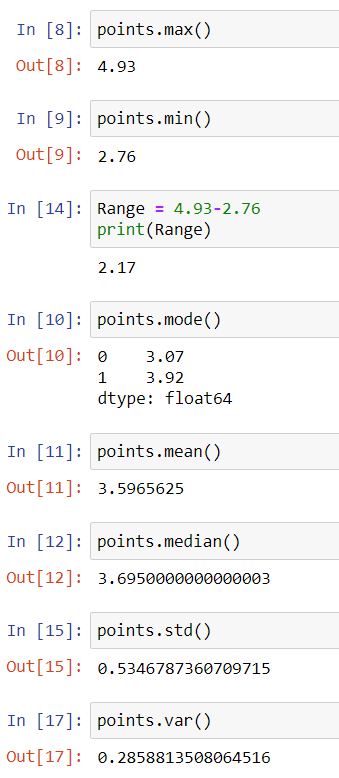 In [8]: points.max()
Out[8]: 4.93
In [9]: points.min()
Out[9]: 2.76
In [14]: Range = 4.93-2.76
print(Range)
2.17
In [10]: points.mode()
Out[10]: 0    3.07
1    3.92
dtype: float64
In [11]: points.mean()
Out[11]: 3.5965625
In [12]: points.median()
Out[12]: 3.6950000000000003
In [15]: points.std()
Out[15]: 0.5346787360709715
In [17]: points.var()
Out[17]: 0.2858813508064516